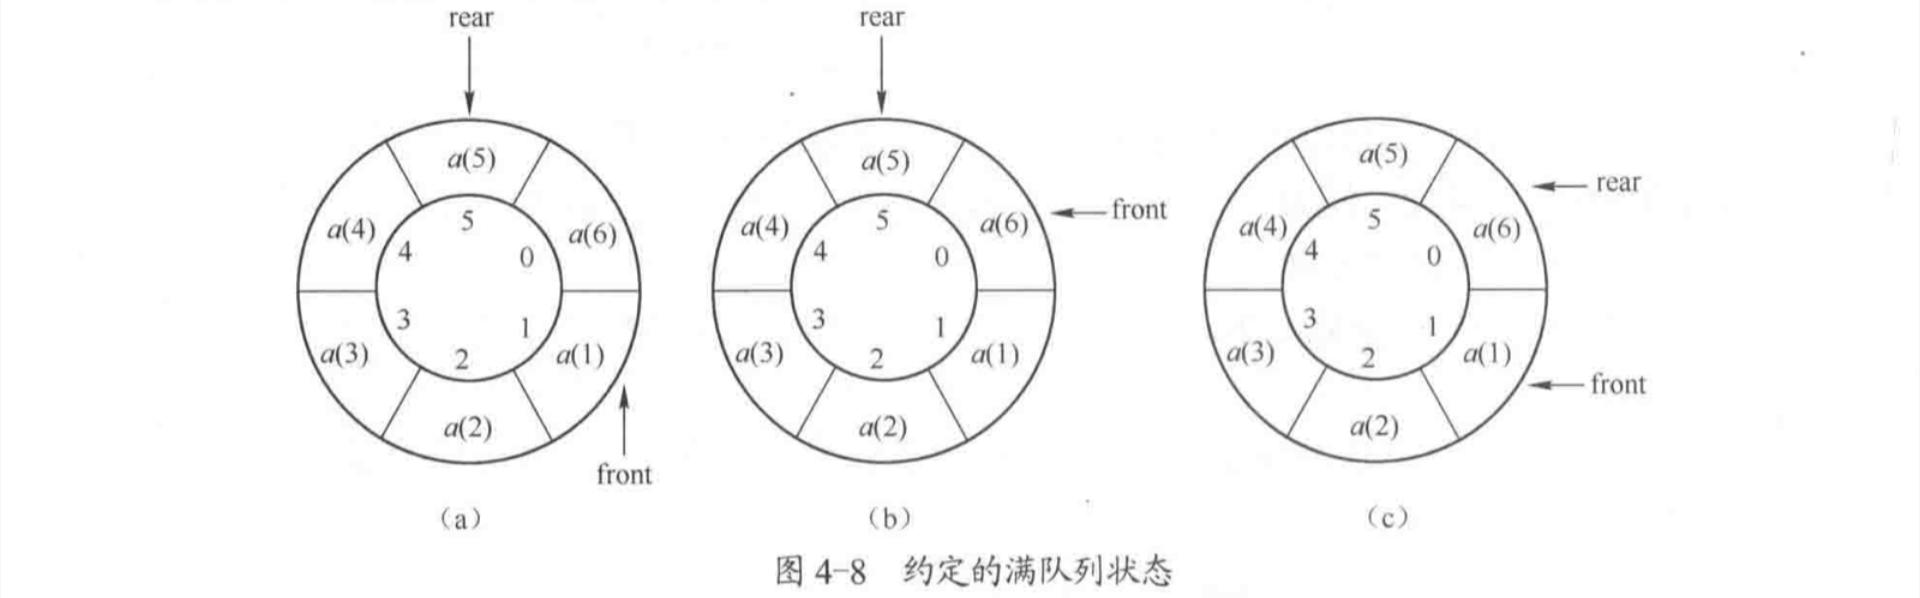 rear
a(5)
a(4)
a(6)
5
4
0
3
1
2
a(3)
a(1)
a(2)
front
(a)
rear
a(5)
a(4)
a(6)
front
5
4
0
3
1
2
a(3)
a(1)
a(2)
(b)
a(5)
rear
a(4)
a(6)
5
4
0
3
1
2
a(3)
a(1)
front
a(2)
(c)
图 4-8 约定的满队列状态